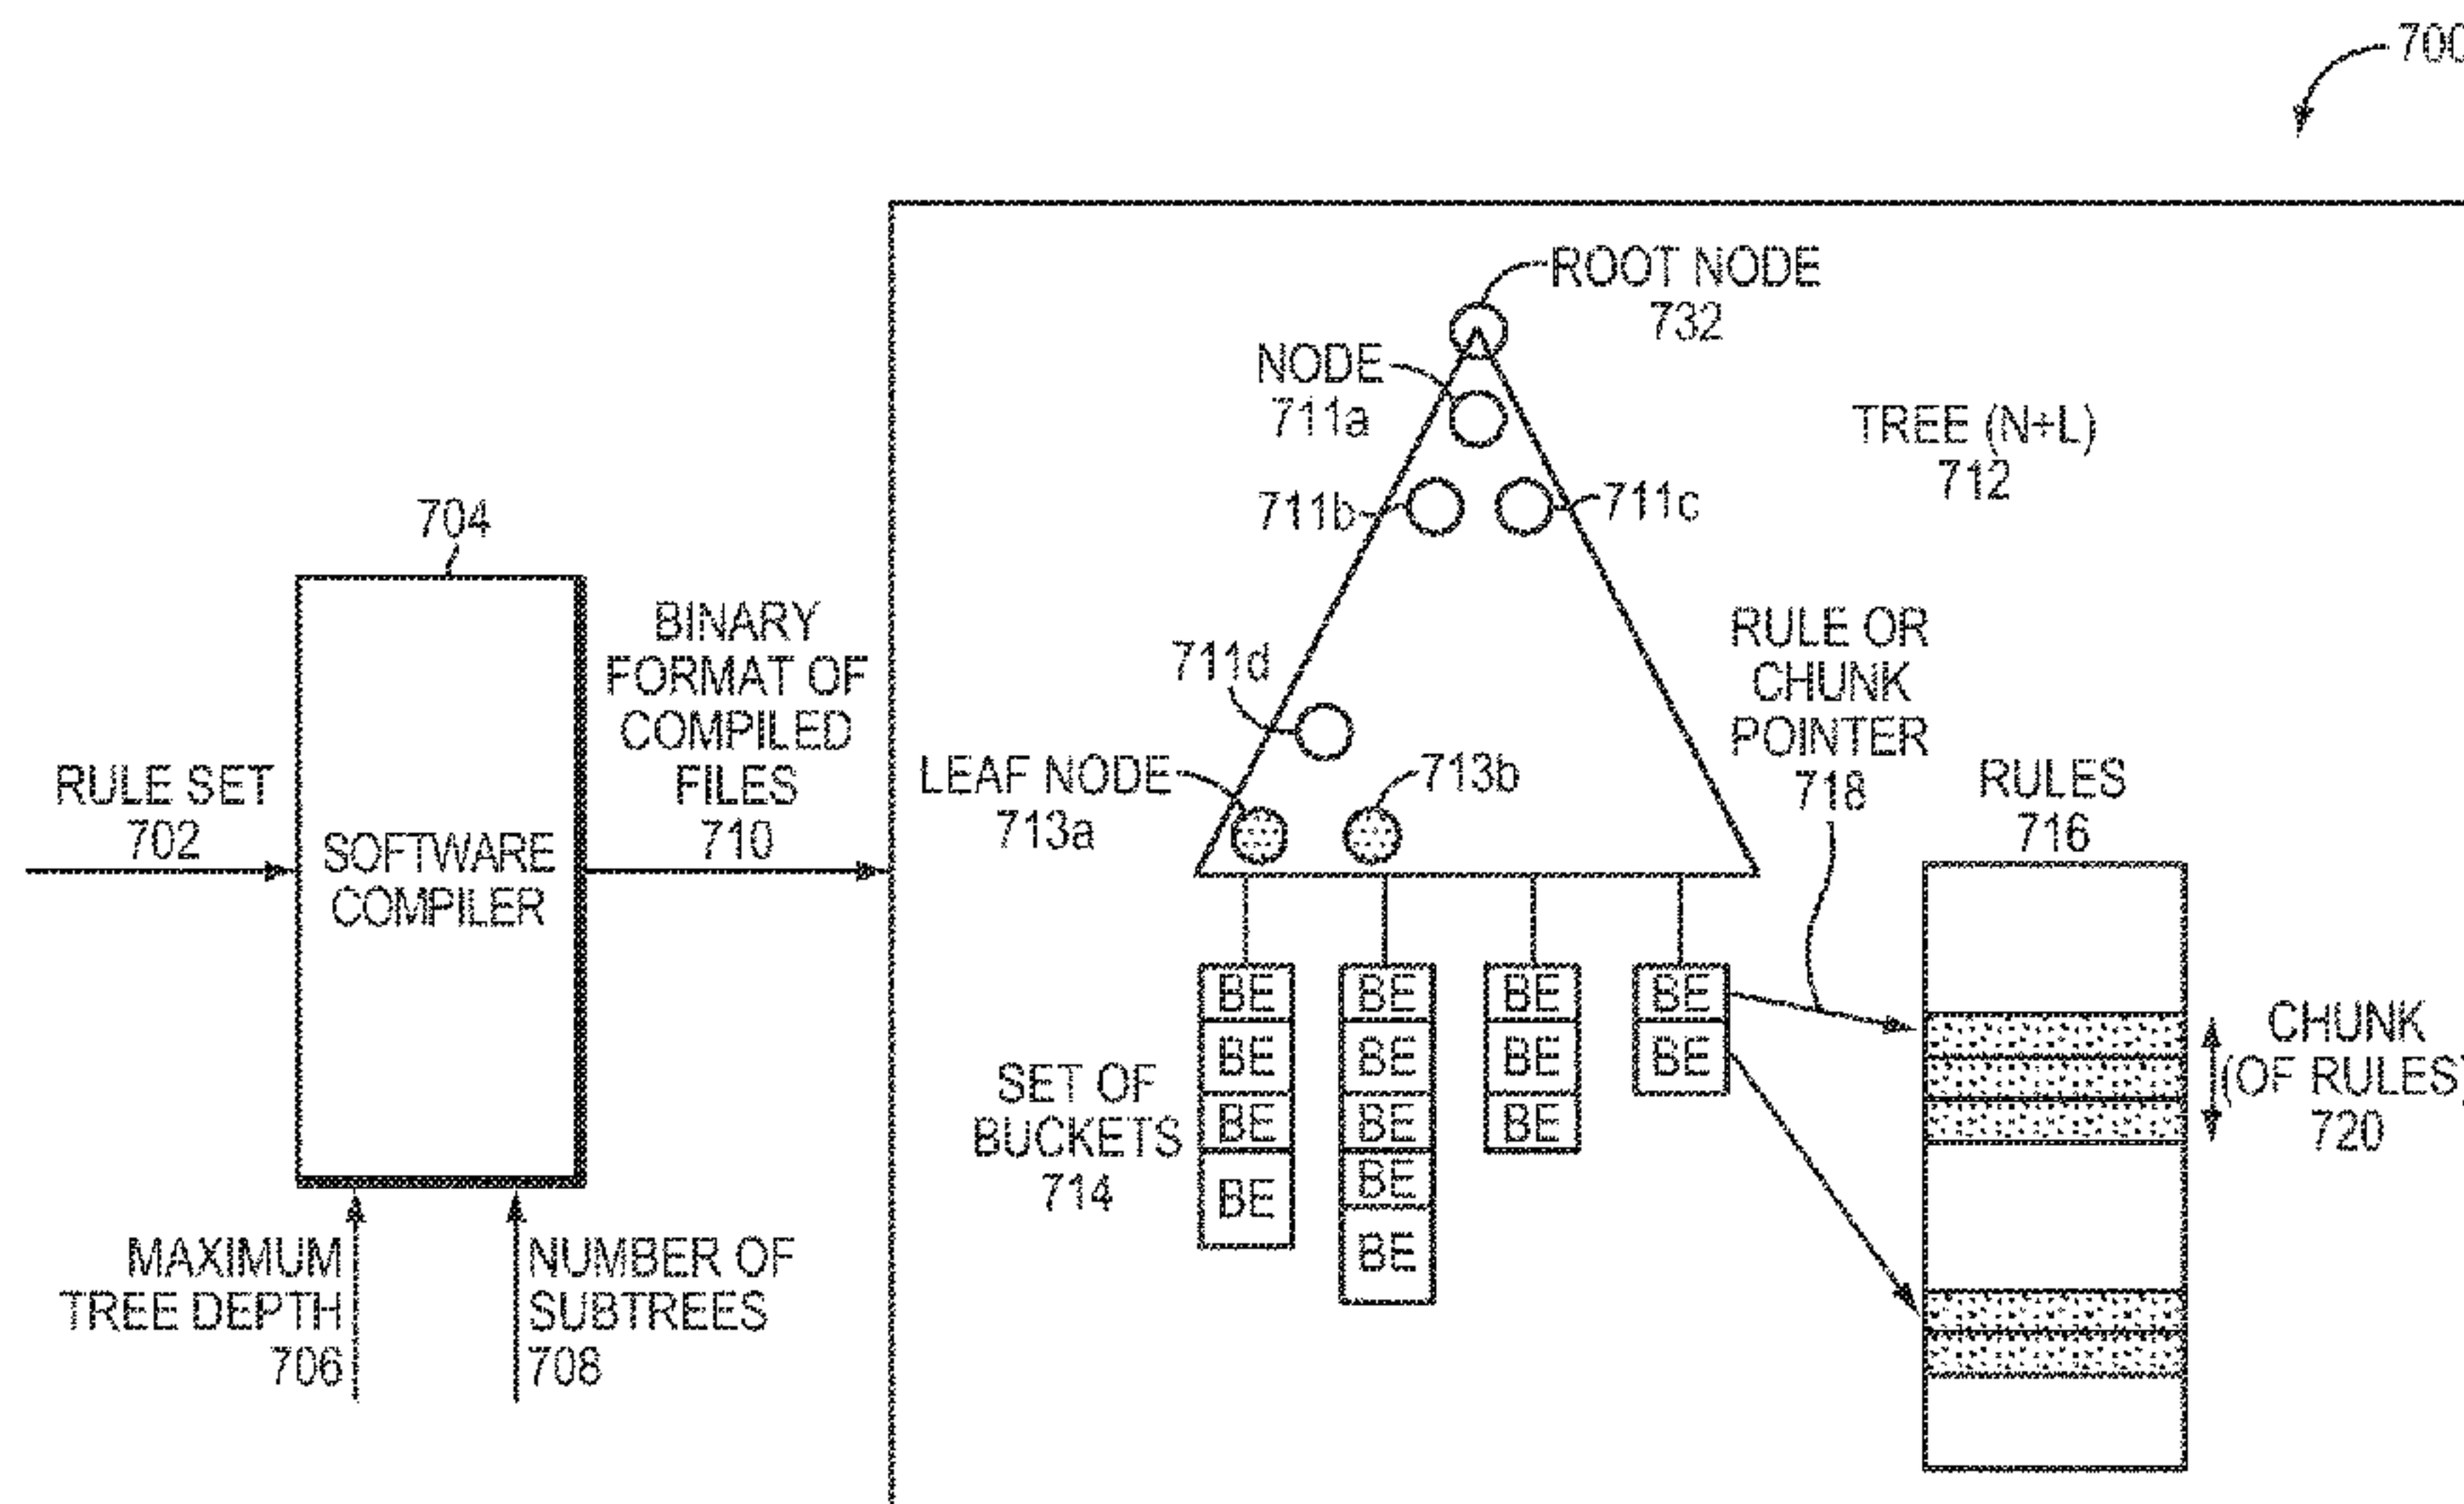 700
ROOT NODE
732
NODE
711a
TREE (N+L)
712
711b
711c
704
BINARY
FORMAT OF
COMPILED
FILES
710
RULE OR
CHUNK
POINTER
718
711d
RULE SET
702
LEAF NODE
713a
713b
RULES
716
SOFTWARE
COMPILER
BE BE BE BE
BE BE BE BE
BE BE BE
BE BE
BE
SET OF
BUCKETS
714
CHUNK
(OF RULES)
720
MAXIMUM
TREE DEPTH
706
NUMBER OF
SUBTREES
708